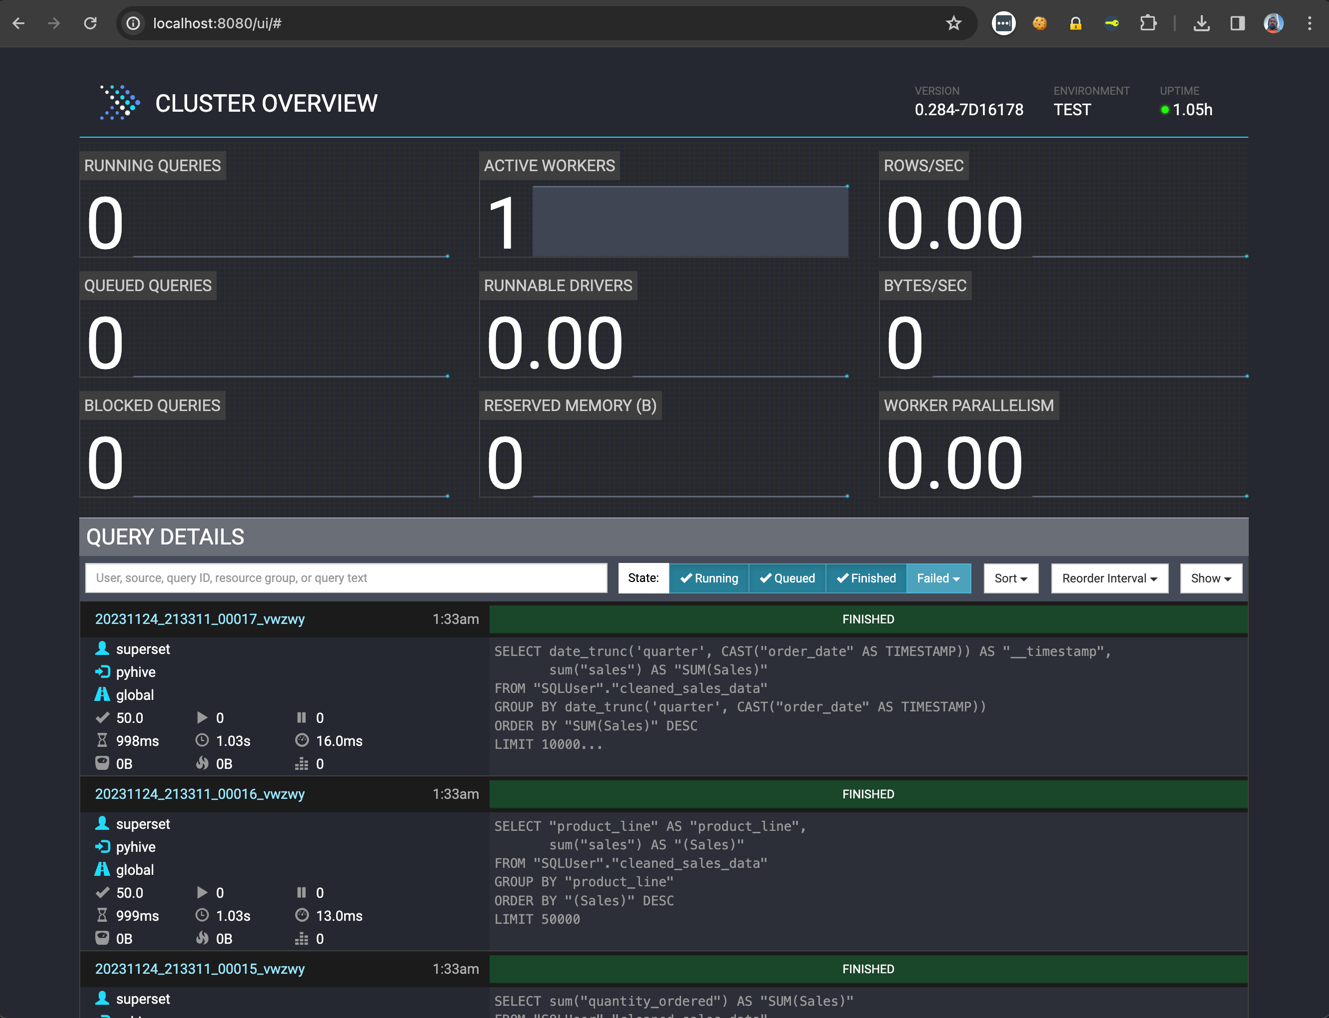 localhost:8080/ui/#
CLUSTER OVERVIEW
VERSION
0.284-7D16178
ENVIRONMENT
TEST
UPTIME
1.05h
RUNNING QUERIES
0
ACTIVE WORKERS
1
ROWS/SEC
0.00
QUEUED QUERIES
0
RUNNABLE DRIVERS
0.00
BYTES/SEC
0
BLOCKED QUERIES
0
RESERVED MEMORY (B)
0
WORKER PARALLELISM
0.00
QUERY DETAILS
User, source, query ID, resource group, or query text
State: Running Queued Finished Failed
Sort
Reorder Interval
Show
20231124_213311_00017_vwzwy 1:33am
FINISHED
superset
pyhive
global
50.0 0 0
998ms 1.03s 16.0ms
0B 0B 0
SELECT date_trunc('quarter', CAST("order_date" AS TIMESTAMP)) AS "__timestamp",
sum("sales") AS "SUM(Sales)"
FROM "SQLUser"."cleaned_sales_data"
GROUP BY date_trunc('quarter', CAST("order_date" AS TIMESTAMP))
ORDER BY "SUM(Sales)" DESC
LIMIT 10000...
20231124_213311_00016_vwzwy 1:33am
FINISHED
superset
pyhive
global
50.0 0 0
999ms 1.03s 13.0ms
0B 0B 0
SELECT "product_line" AS "product_line",
sum("sales") AS "(Sales)"
FROM "SQLUser"."cleaned_sales_data"
GROUP BY "product_line"
ORDER BY "(Sales)" DESC
LIMIT 50000
20231124_213311_00015_vwzwy 1:33am
FINISHED
superset
SELECT sum("quantity_ordered") AS "SUM(Sales)"